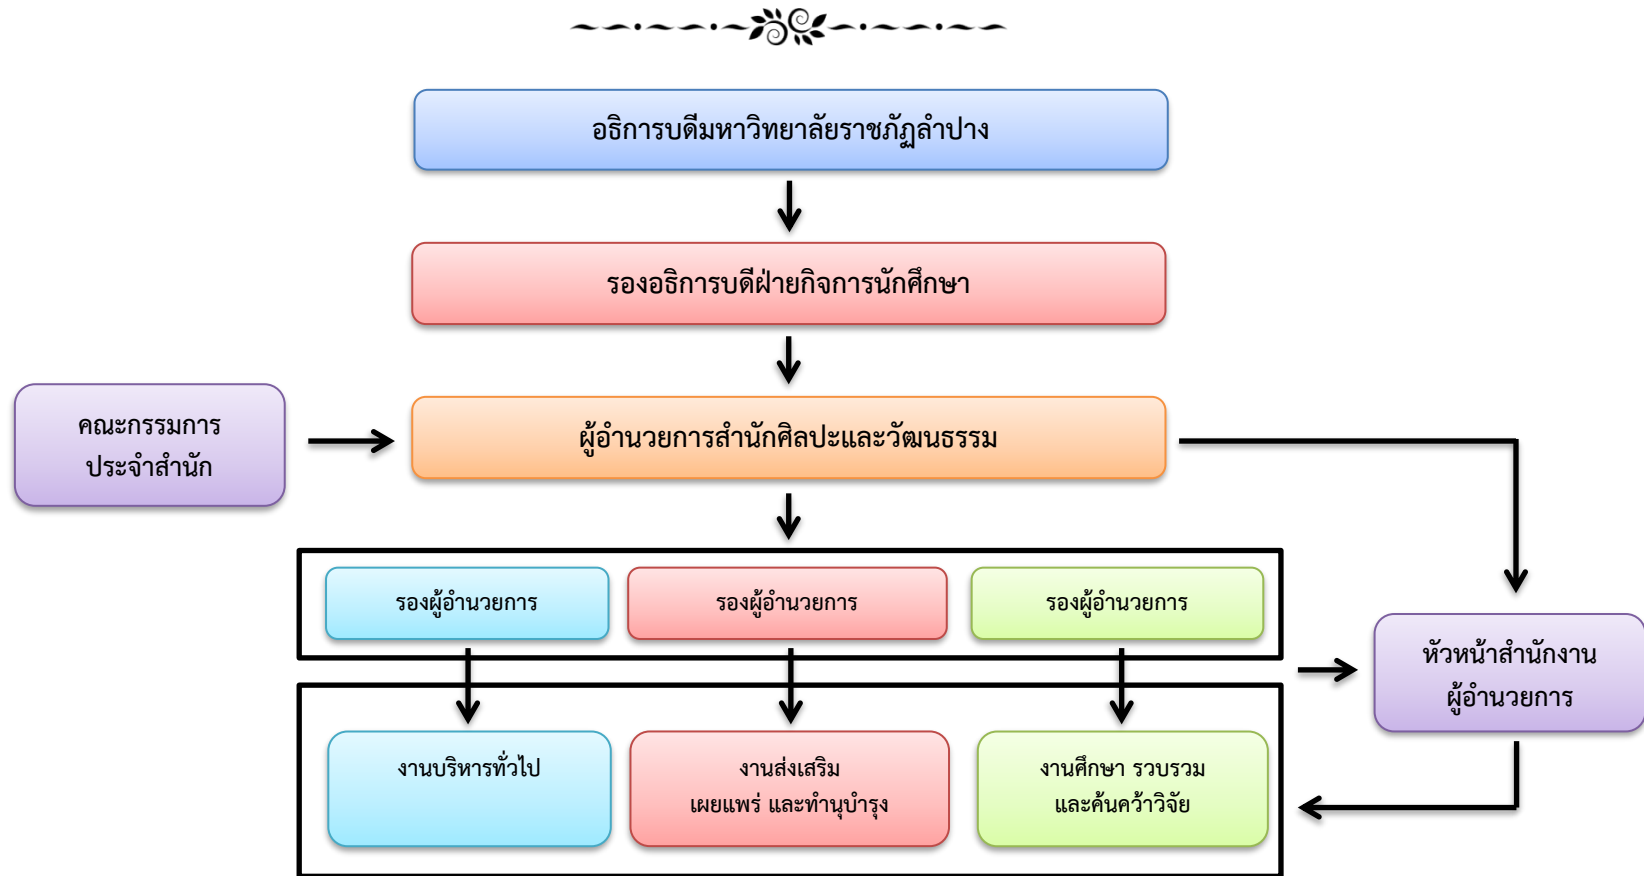 อธิการบดีมหาวิทยาลัยราชภัฏลำปาง
รองอธิการบดีฝ่ายกิจการนักศึกษา
คณะกรรมการ
ประจำสำนัก
ผู้อำนวยการสำนักศิลปะและวัฒนธรรม
รองผู้อำนวยการ
รองผู้อำนวยการ
รองผู้อำนวยการ
หัวหน้าสำนักงาน
ผู้อำนวยการ
งานบริหารทั่วไป
งานส่งเสริม
เผยแพร่ และทำนุบำรุง
งานศึกษา รวบรวม
และค้นคว้าวิจัย